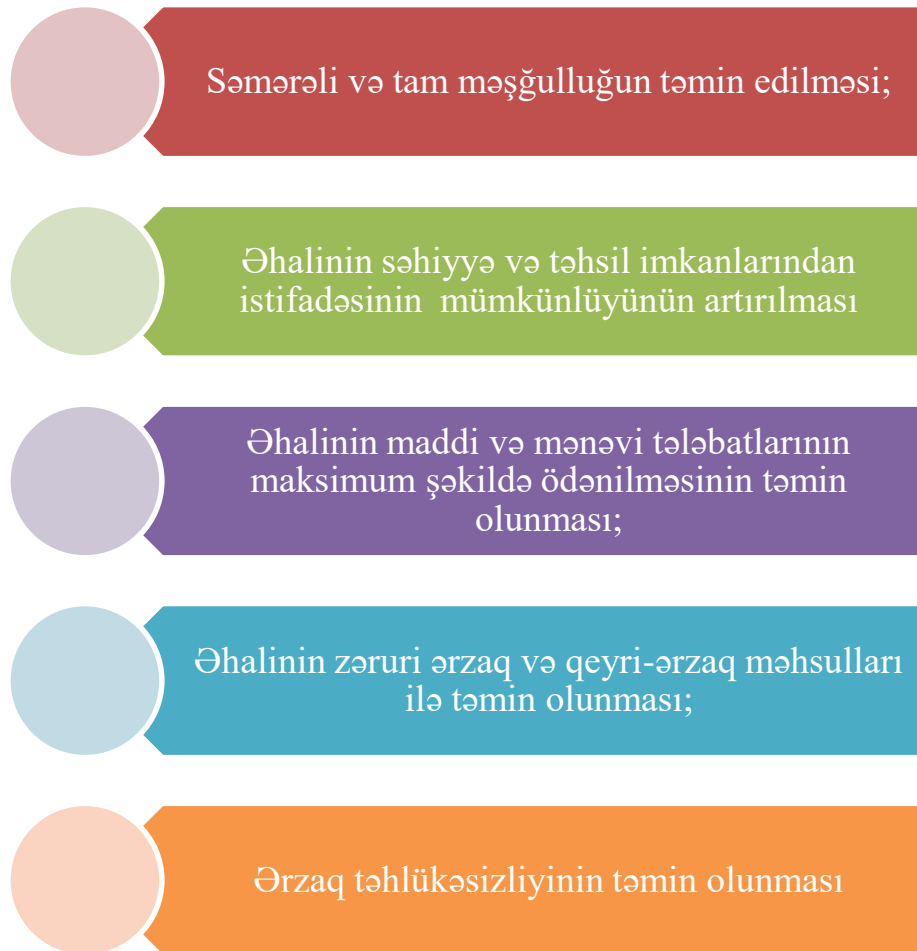 Səmərəli və tam məşğulluğun təmin edilməsi;
Əhalinin səhiyyə və təhsil imkanlarından
istifadəsinin  mümkünlüyünün artırılması
Əhalinin maddi və mənəvi tələbatlarının
maksimum şəkildə ödənilməsinin təmin
olunması;
Əhalinin zəruri ərzaq və qeyri-ərzaq məhsulları
ilə təmin olunması;
Ərzaq təhlükəsizliyinin təmin olunması